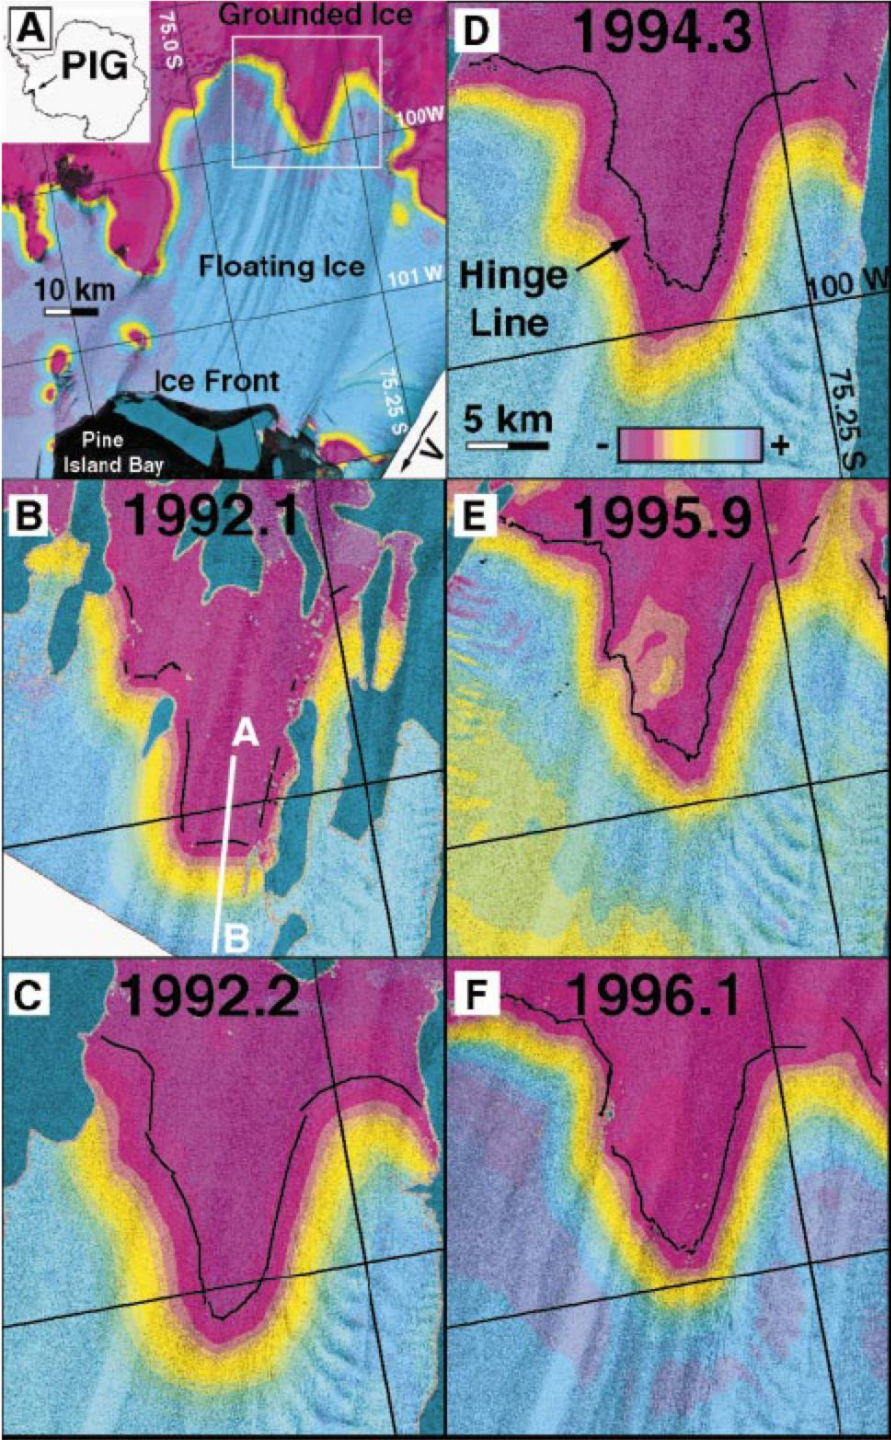 A
PIG
75.0 S
Grounded Ice
100W
Floating Ice
10 km
101 W
Ice Front
75.25 S
Pine
Island Bay
V
D
1994.3
Hinge
Line
100 W
5 km
- +
75.25 S
B
1992.1
A
B
E
1995.9
C
1992.2
F
1996.1